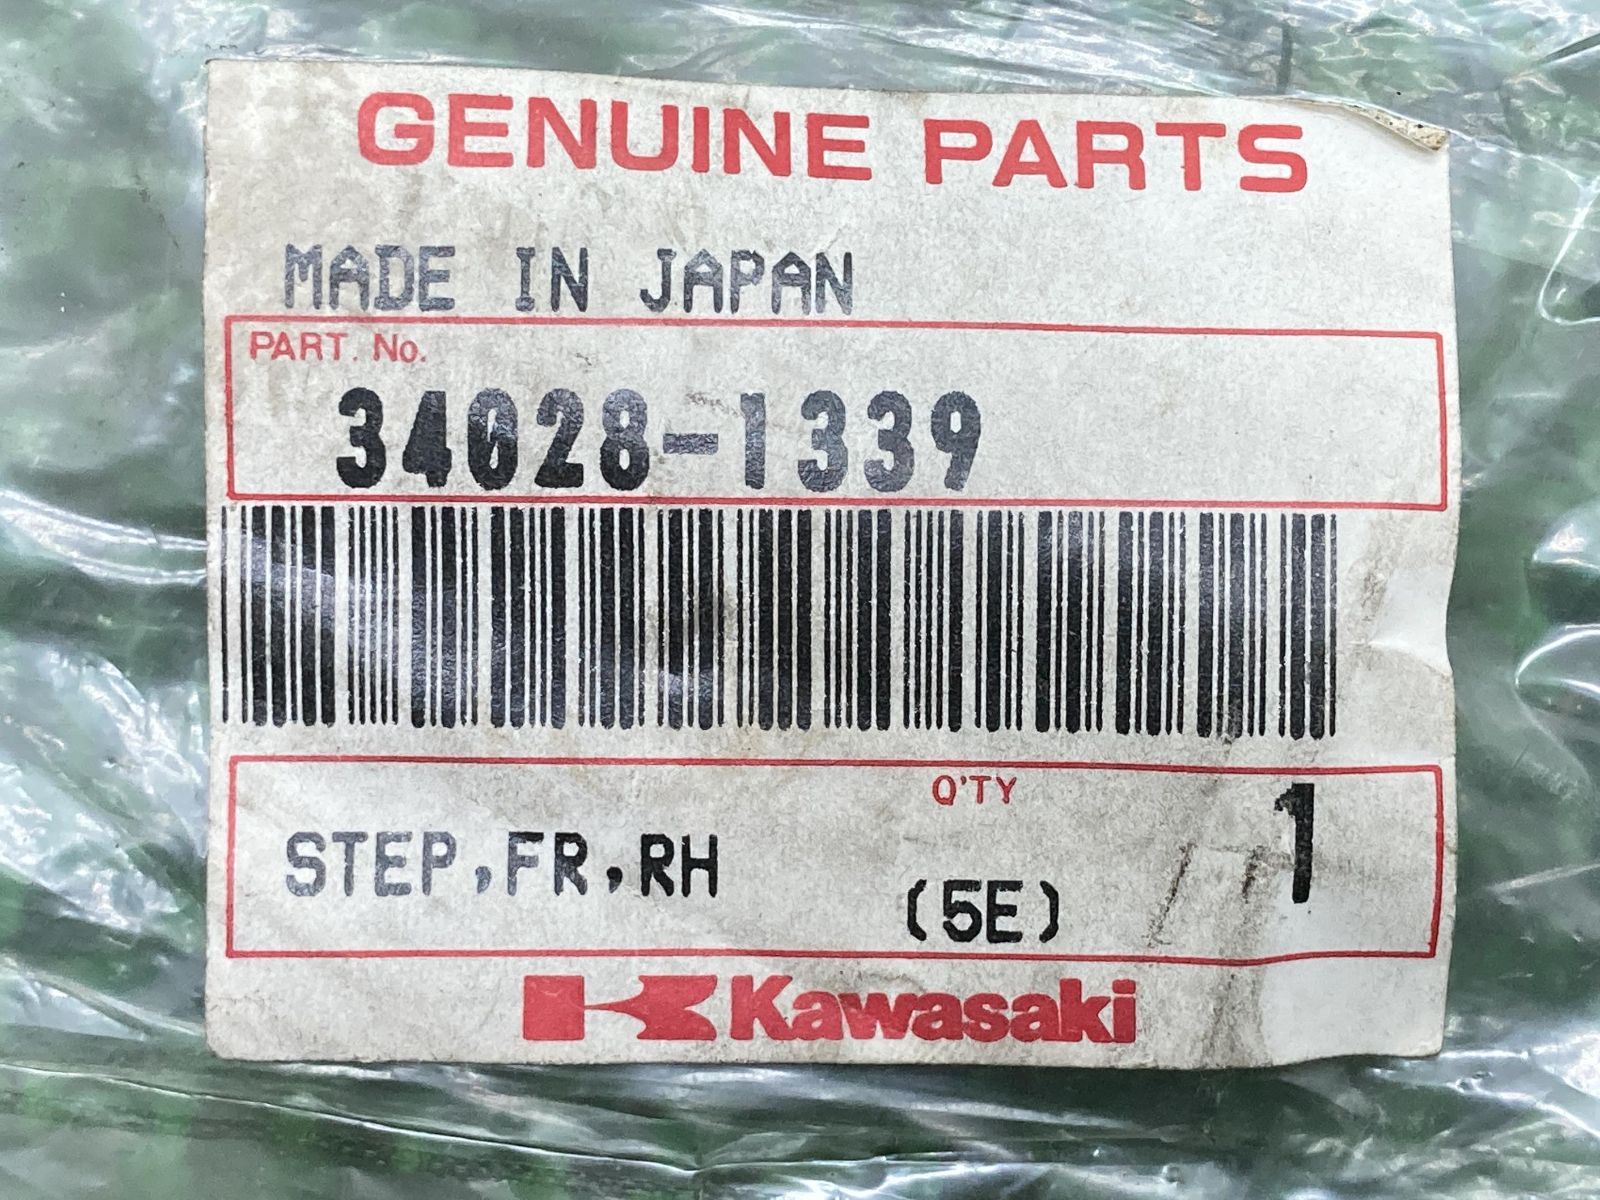 GENUINE PARTS
MADE IN JAPAN
PART. No.
34028-1339
Q'TY
1
STEP,FR,RH
(5E)
Kawasaki